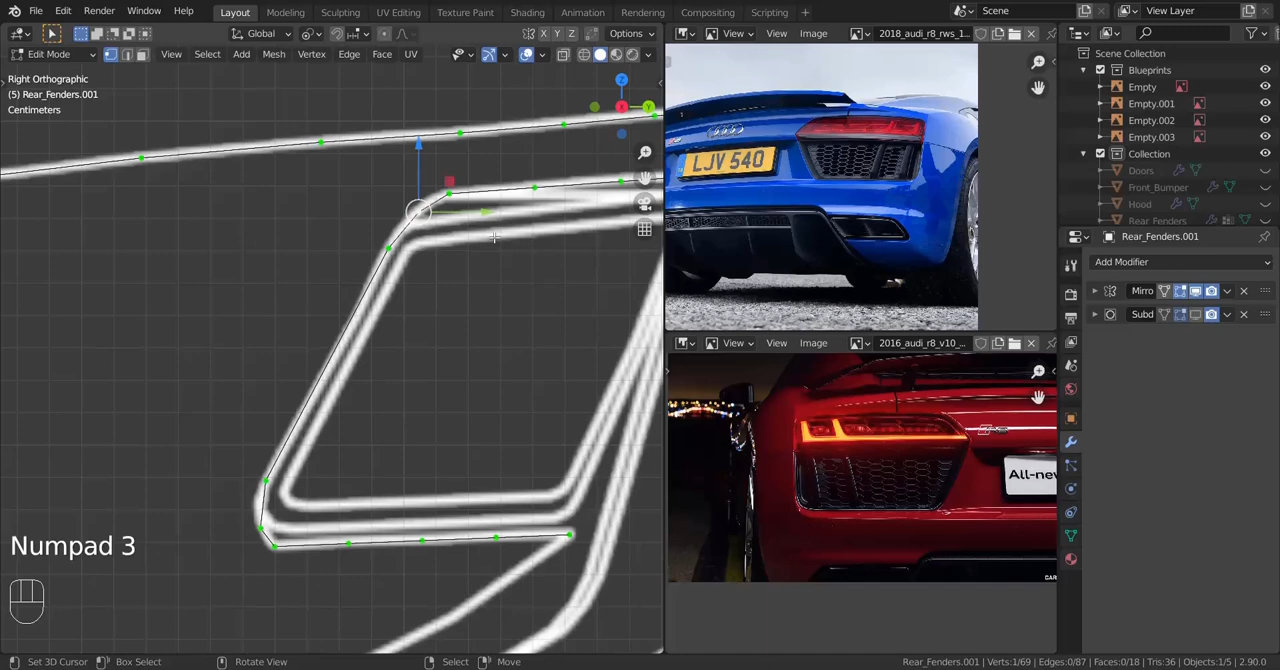 File Edit Render Window Help Layout Modeling Sculpting UV Editing Texture Paint Shading Animation Rendering Compositing Scripting + Scene View Layer
Global X Y Z Options View View Image 2018_audi_r8_rws_1...
Edit Mode View Select Add Mesh Vertex Edge Face UV
Right Orthographic
(5) Rear_Fenders.001
Centimeters
Z
X
Y
Numpad 3
LJV 540
View View Image 2016_audi_r8_v10_...
All-nev
CAR
Scene Collection
Blueprints
Empty
Empty.001
Empty.002
Empty.003
Collection
Doors
Front_Bumper
Hood
Rear_Fenders
Rear_Fenders.001
Add Modifier
Mirro
Subd
Set 3D Cursor Box Select Rotate View Select Move Rear_Fenders.001 | Verts:1/69 | Edges:0/87 | Faces:0/18 | Tris:36 | Objects:1/5 | 2.90.0